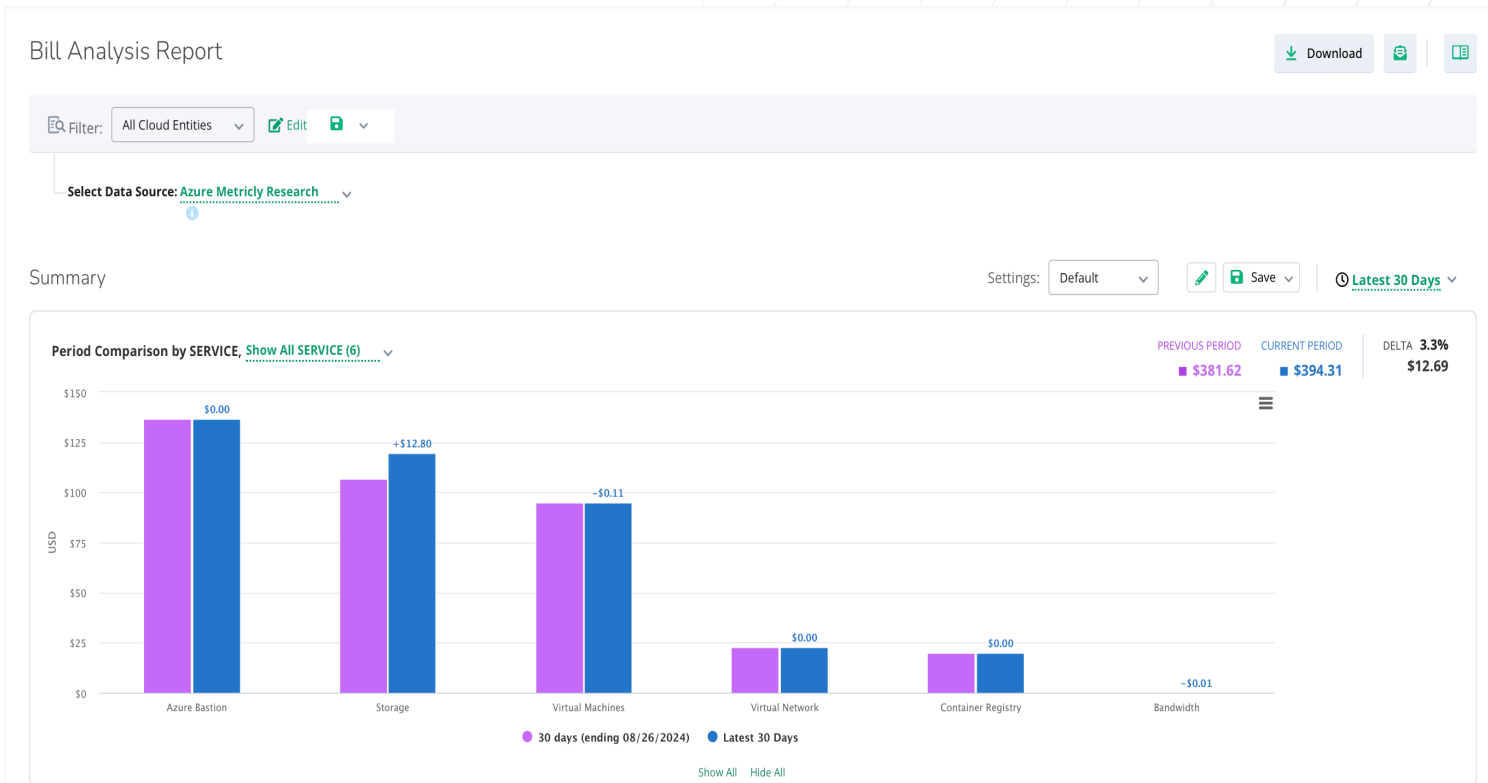 Bill Analysis Report
Download
Filter: All Cloud Entities Edit
Select Data Source: Azure Metricly Research
i
Summary
Settings: Default Save Latest 30 Days
Period Comparison by SERVICE, Show All SERVICE (6)
PREVIOUS PERIOD CURRENT PERIOD DELTA 3.3%
$381.62 $394.31 $12.69
USD
$150
$125
$100
$75
$50
$25
$0
$0.00
+$12.80
-$0.11
$0.00
$0.00
-$0.01
Azure Bastion Storage Virtual Machines Virtual Network Container Registry Bandwidth
30 days (ending 08/26/2024) Latest 30 Days
Show All Hide All